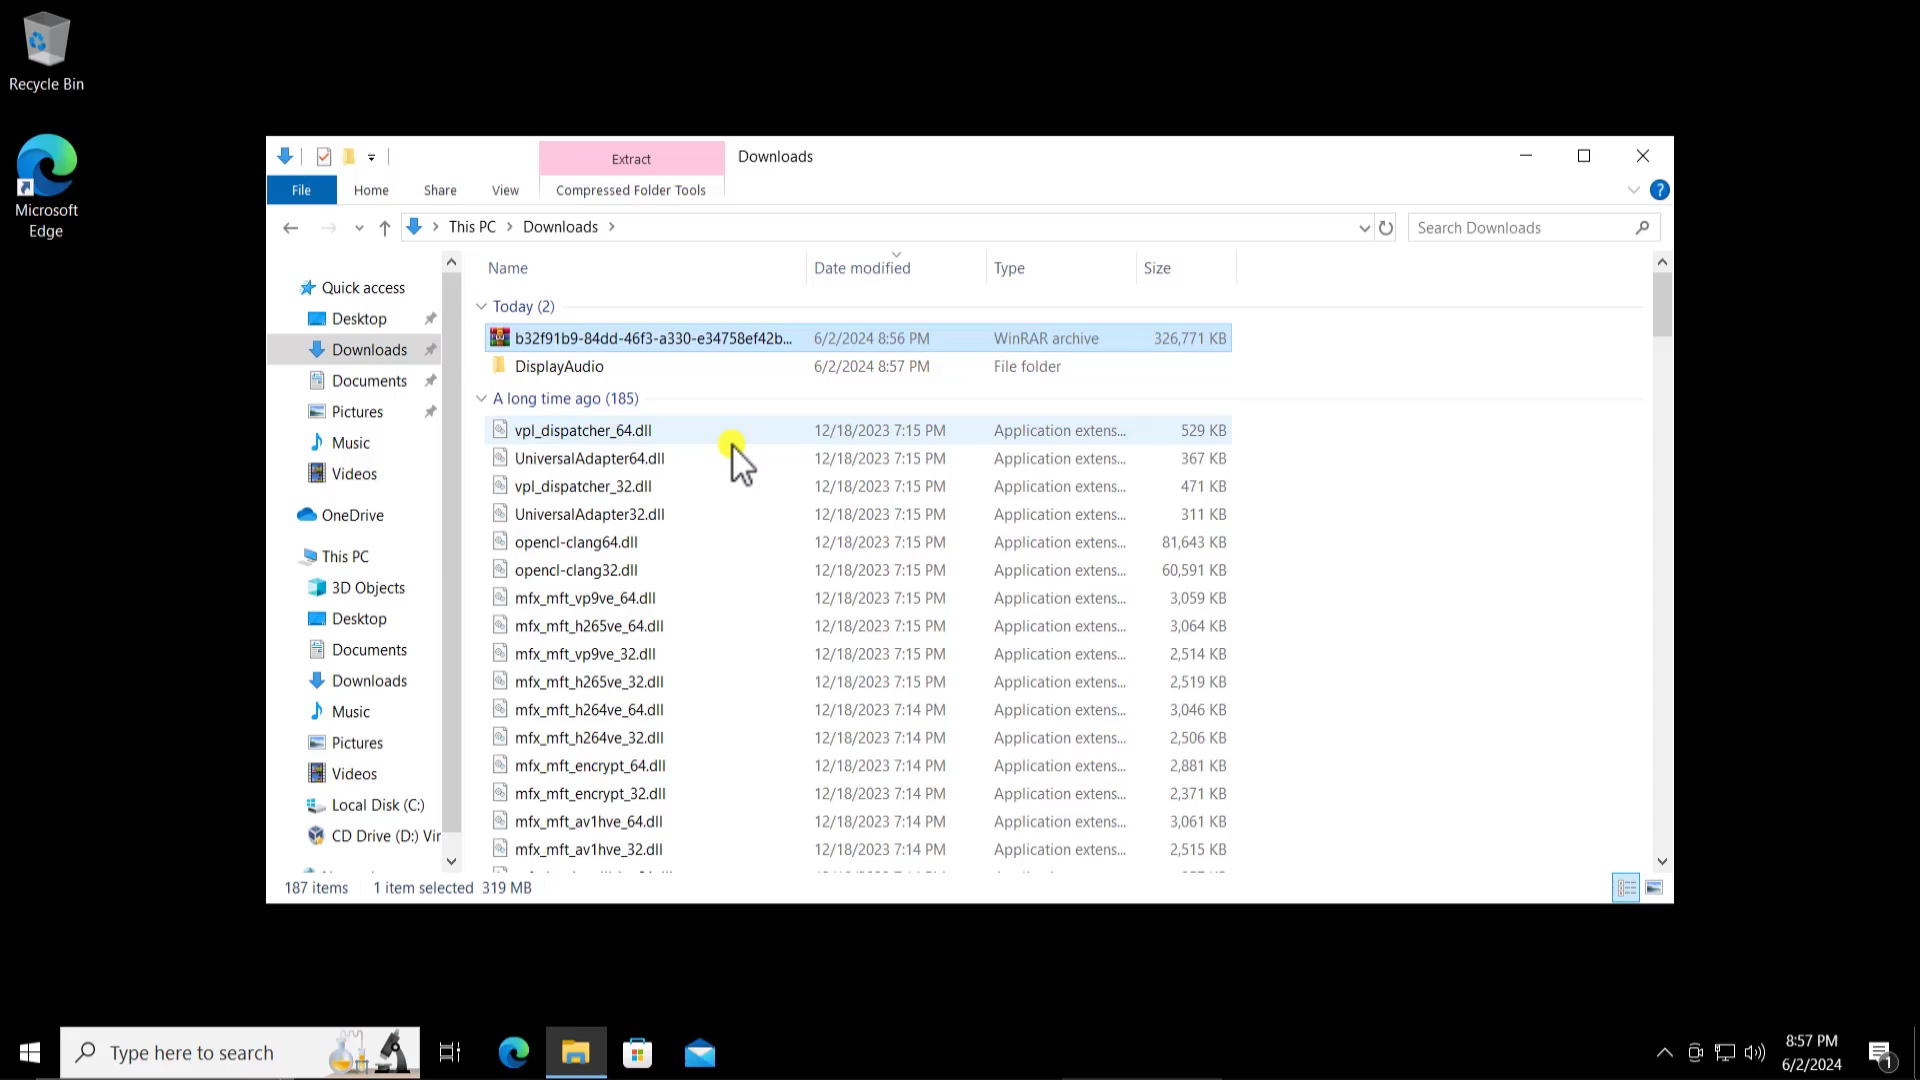 Recycle Bin
Microsoft
Edge
Extract
Downloads
File
Home
Share
View
Compressed Folder Tools
?
This PC
Downloads
Search Downloads
Name
Date modified
Type
Size
Quick access
Desktop
Downloads
Documents
Pictures
Music
Videos
OneDrive
This PC
3D Objects
Desktop
Documents
Downloads
Music
Pictures
Videos
Local Disk (C:)
CD Drive (D:) Vir
Today (2)
b32f91b9-84dd-46f3-a330-e34758ef42b... 6/2/2024 8:56 PM WinRAR archive 326,771 KB
DisplayAudio 6/2/2024 8:57 PM File folder
A long time ago (185)
vpl_dispatcher_64.dll 12/18/2023 7:15 PM Application extens... 529 KB
UniversalAdapter64.dll 12/18/2023 7:15 PM Application extens... 367 KB
vpl_dispatcher_32.dll 12/18/2023 7:15 PM Application extens... 471 KB
UniversalAdapter32.dll 12/18/2023 7:15 PM Application extens... 311 KB
opencl-clang64.dll 12/18/2023 7:15 PM Application extens... 81,643 KB
opencl-clang32.dll 12/18/2023 7:15 PM Application extens... 60,591 KB
mfx_mft_vp9ve_64.dll 12/18/2023 7:15 PM Application extens... 3,059 KB
mfx_mft_h265ve_64.dll 12/18/2023 7:15 PM Application extens... 3,064 KB
mfx_mft_vp9ve_32.dll 12/18/2023 7:15 PM Application extens... 2,514 KB
mfx_mft_h265ve_32.dll 12/18/2023 7:15 PM Application extens... 2,519 KB
mfx_mft_h264ve_64.dll 12/18/2023 7:14 PM Application extens... 3,046 KB
mfx_mft_h264ve_32.dll 12/18/2023 7:14 PM Application extens... 2,506 KB
mfx_mft_encrypt_64.dll 12/18/2023 7:14 PM Application extens... 2,881 KB
mfx_mft_encrypt_32.dll 12/18/2023 7:14 PM Application extens... 2,371 KB
mfx_mft_av1hve_64.dll 12/18/2023 7:14 PM Application extens... 3,061 KB
mfx_mft_av1hve_32.dll 12/18/2023 7:14 PM Application extens... 2,515 KB
187 items 1 item selected 319 MB
Type here to search
8:57 PM
6/2/2024
1